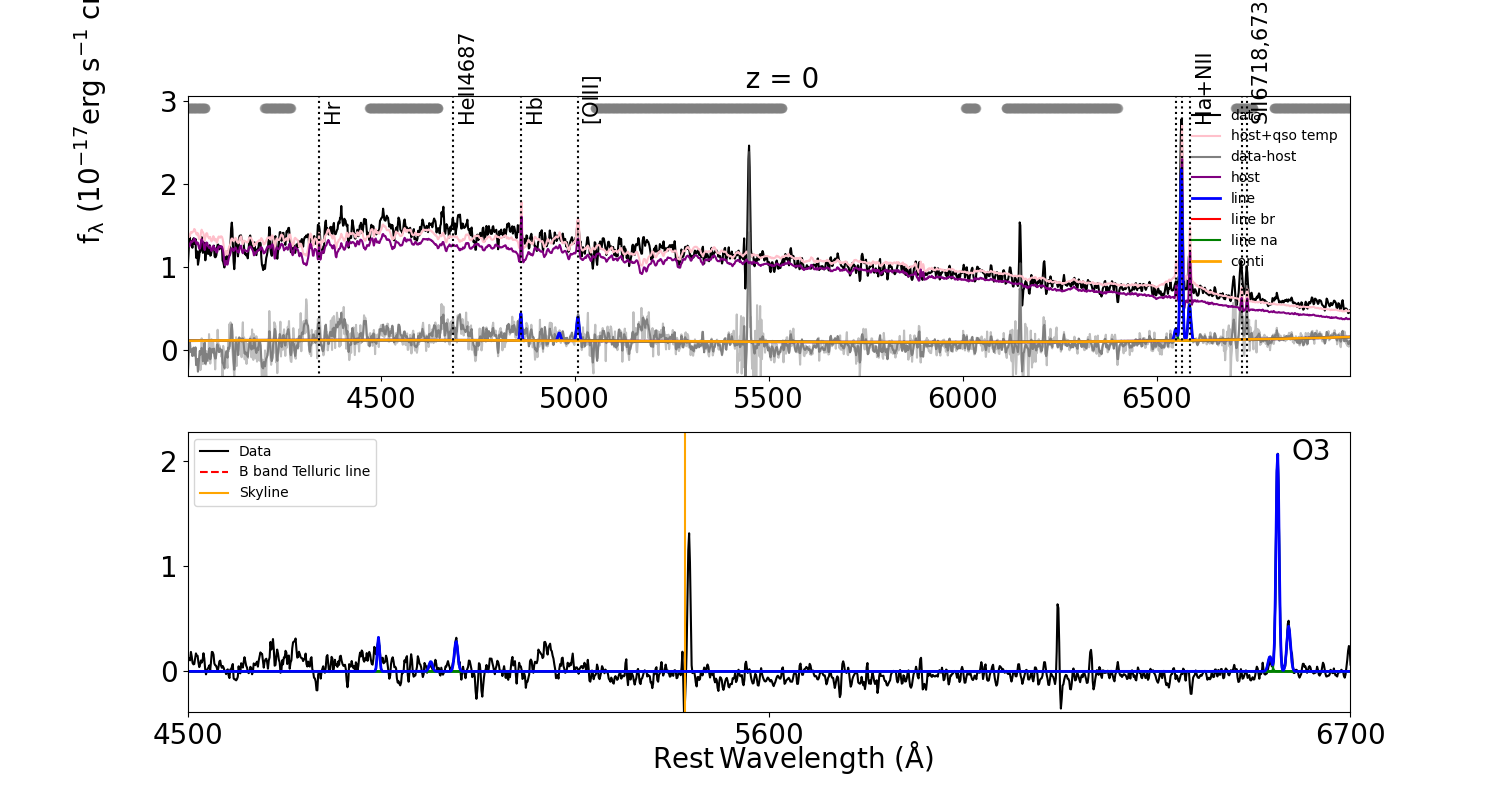 z = 0
f_λ (10^−17 erg s^−1 c
3
2
1
0
Hr
HeII4687
Hb
[OIII]
Ha+NII
SII6718,673
data
host+qso temp
data-host
host
line
line br
line na
conti
4500
5000
5500
6000
6500
O3
Data
B band Telluric line
Skyline
2
1
0
4500
5600
6700
Rest Wavelength (Å)